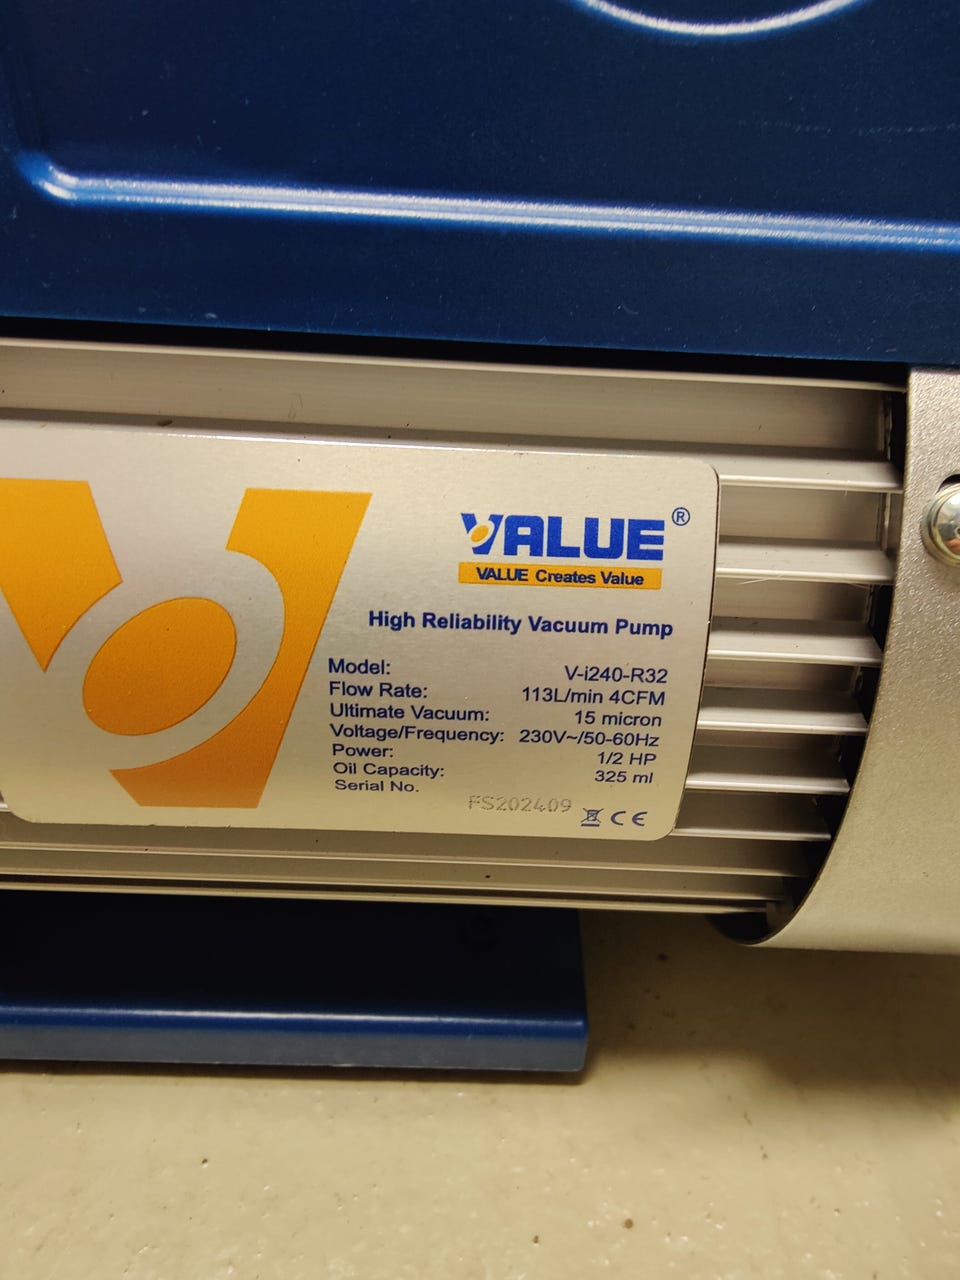 VALUE®
VALUE Creates Value
High Reliability Vacuum Pump
Model: V-i240-R32
Flow Rate: 113L/min 4CFM
Ultimate Vacuum: 15 micron
Voltage/Frequency: 230V~/50-60Hz
Power: 1/2 HP
Oil Capacity: 325 ml
Serial No. FS202409
CE